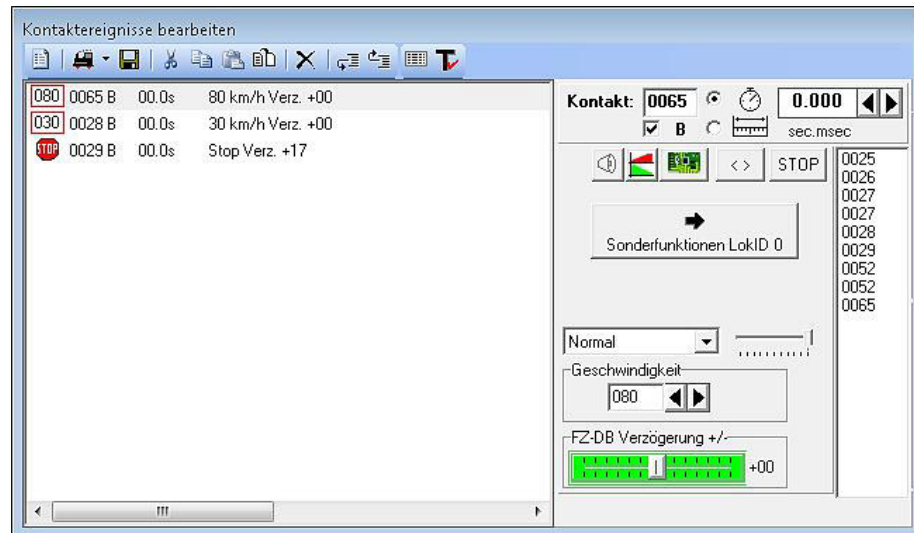 Kontaktereignisse bearbeiten
080 0065 B 00.0s 80 km/h Verz. +00
030 0028 B 00.0s 30 km/h Verz. +00
STOP 0029 B 00.0s Stop Verz. +17
Kontakt: 0065 0.000
B sec.msec
< > STOP
Sonderfunktionen LokID 0
Normal
Geschwindigkeit
080
FZ-DB Verzögerung +/-
+00
0025
0026
0027
0027
0028
0029
0052
0052
0065